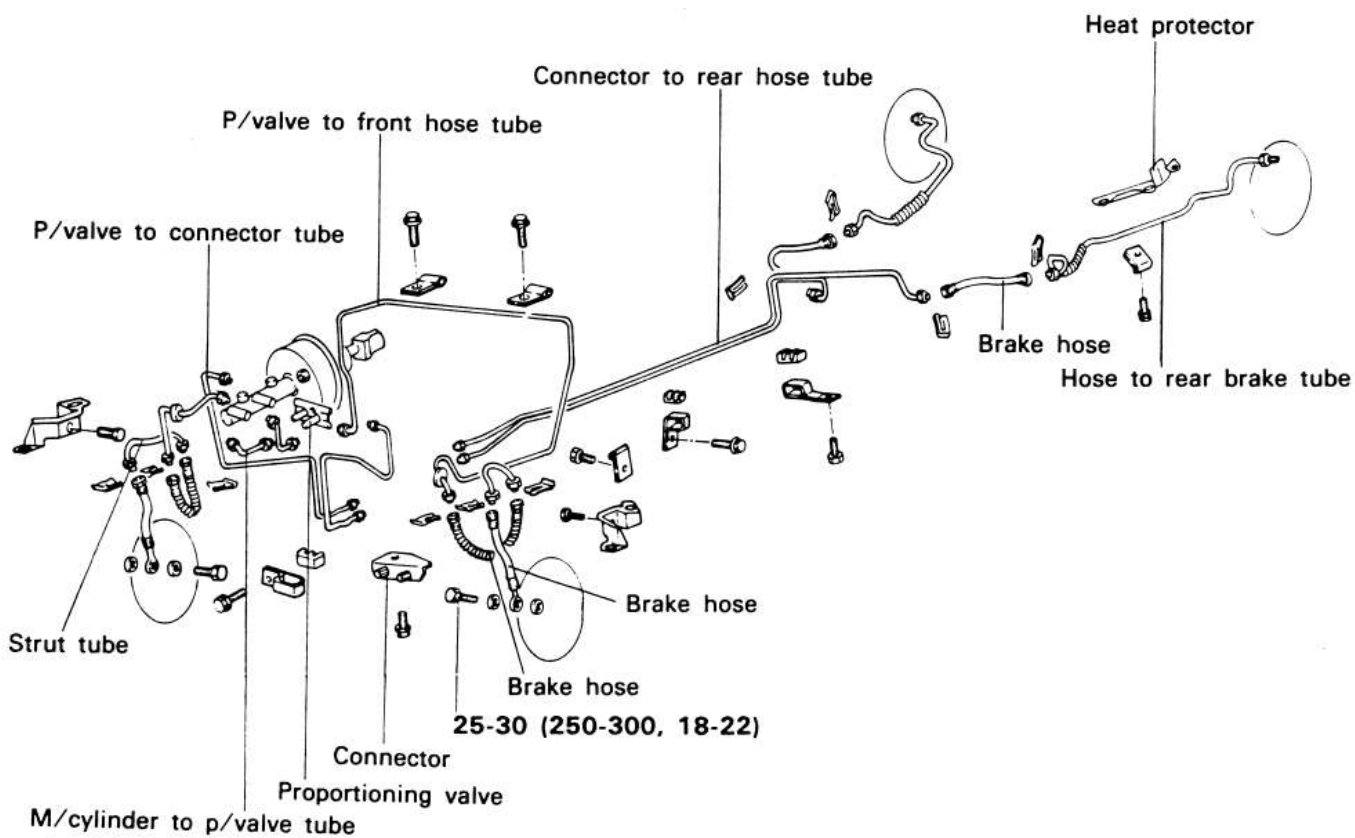 Heat protector
Connector to rear hose tube
P/valve to front hose tube
P/valve to connector tube
Brake hose
Hose to rear brake tube
Brake hose
Strut tube
Brake hose
25-30 (250-300, 18-22)
Connector
Proportioning valve
M/cylinder to p/valve tube